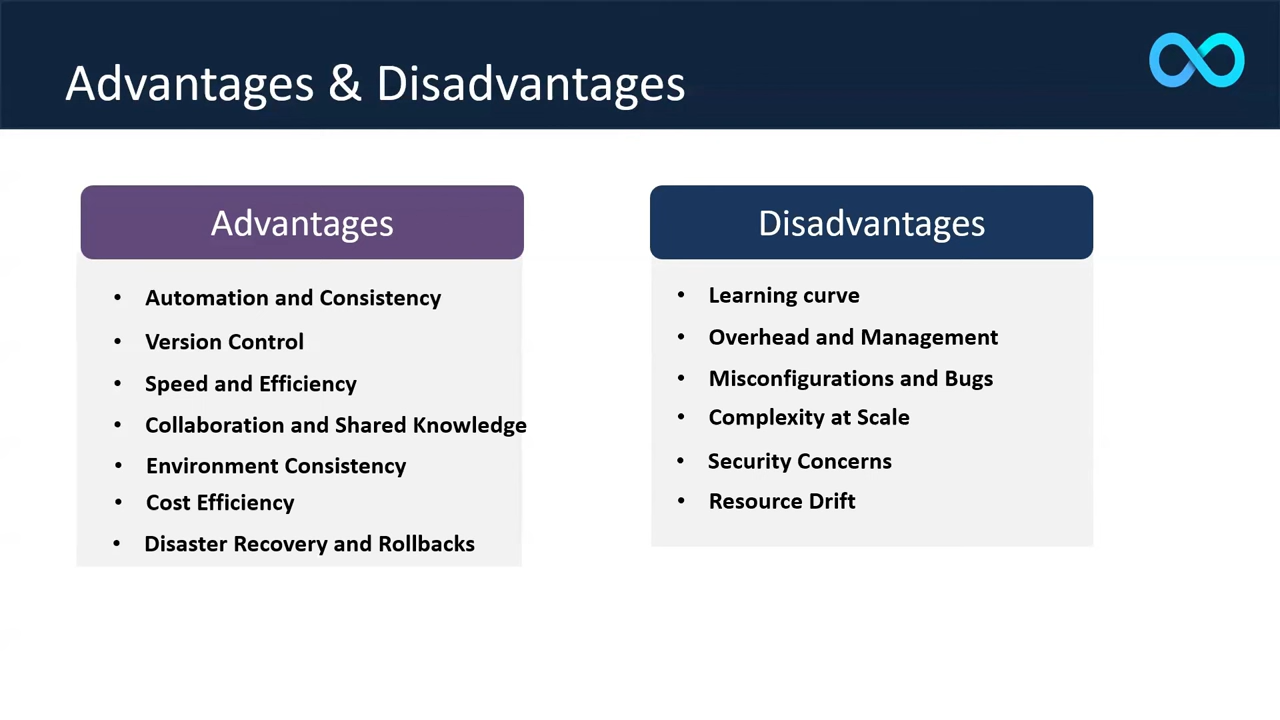 Advantages & Disadvantages
Advantages
• Automation and Consistency
• Version Control
• Speed and Efficiency
• Collaboration and Shared Knowledge
• Environment Consistency
• Cost Efficiency
• Disaster Recovery and Rollbacks
Disadvantages
• Learning curve
• Overhead and Management
• Misconfigurations and Bugs
• Complexity at Scale
• Security Concerns
• Resource Drift